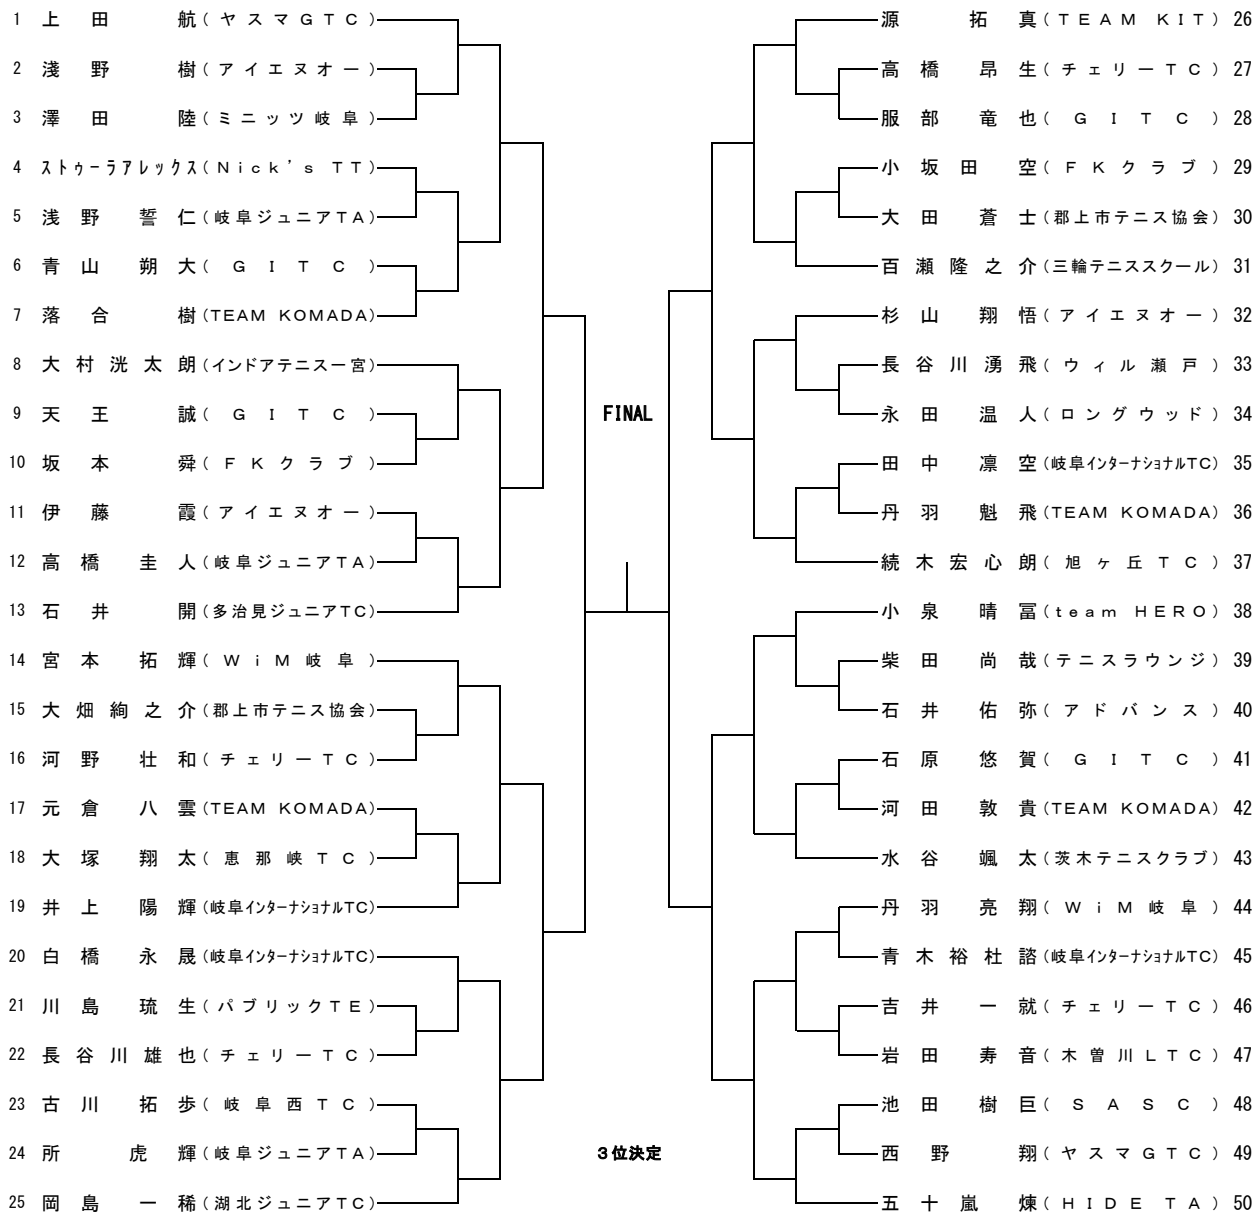 1 上田 航(ヤスマGTC)
2 淺野 樹(アイエヌオー)
3 澤田 陸(ミニッツ岐阜)
4 ストゥーラアレックス(Nick's TT)
5 浅野 誓仁(岐阜ジュニアTA)
6 青山 朔大(GITC)
7 落合 樹(TEAM KOMADA)
8 大村洸太朗(インドアテニス一宮)
9 天王 誠(GITC)
10 坂本 舜(FKクラブ)
11 伊藤 霞(アイエヌオー)
12 高橋 圭人(岐阜ジュニアTA)
13 石井 開(多治見ジュニアTC)
14 宮本 拓輝(WiM岐阜)
15 大畑絢之介(郡上市テニス協会)
16 河野 壮和(チェリーTC)
17 元倉 八雲(TEAM KOMADA)
18 大塚 翔太(恵那峡TC)
19 井上 陽輝(岐阜インターナショナルTC)
20 白橋 永晟(岐阜インターナショナルTC)
21 川島 琉生(パブリックTE)
22 長谷川雄也(チェリーTC)
23 古川 拓歩(岐阜西TC)
24 所 虎輝(岐阜ジュニアTA)
25 岡島 一稀(湖北ジュニアTC)
FINAL
3位決定
源 拓真(TEAM KIT) 26
高橋 昂生(チェリーTC) 27
服部 竜也(GITC) 28
小坂田 空(FKクラブ) 29
大田 蒼士(郡上市テニス協会) 30
百瀬隆之介(三輪テニススクール) 31
杉山 翔悟(アイエヌオー) 32
長谷川湧飛(ウィル瀬戸) 33
永田 温人(ロングウッド) 34
田中 凛空(岐阜インターナショナルTC) 35
丹羽 魁飛(TEAM KOMADA) 36
続木宏心朗(旭ヶ丘TC) 37
小泉 晴冨(team HERO) 38
柴田 尚哉(テニスラウンジ) 39
石井 佑弥(アドバンス) 40
石原 悠賀(GITC) 41
河田 敦貴(TEAM KOMADA) 42
水谷 颯太(茨木テニスクラブ) 43
丹羽 亮翔(WiM岐阜) 44
青木裕杜諮(岐阜インターナショナルTC) 45
吉井 一就(チェリーTC) 46
岩田 寿音(木曽川LTC) 47
池田 樹巨(SASC) 48
西野 翔(ヤスマGTC) 49
五十嵐 煉(HIDE TA) 50